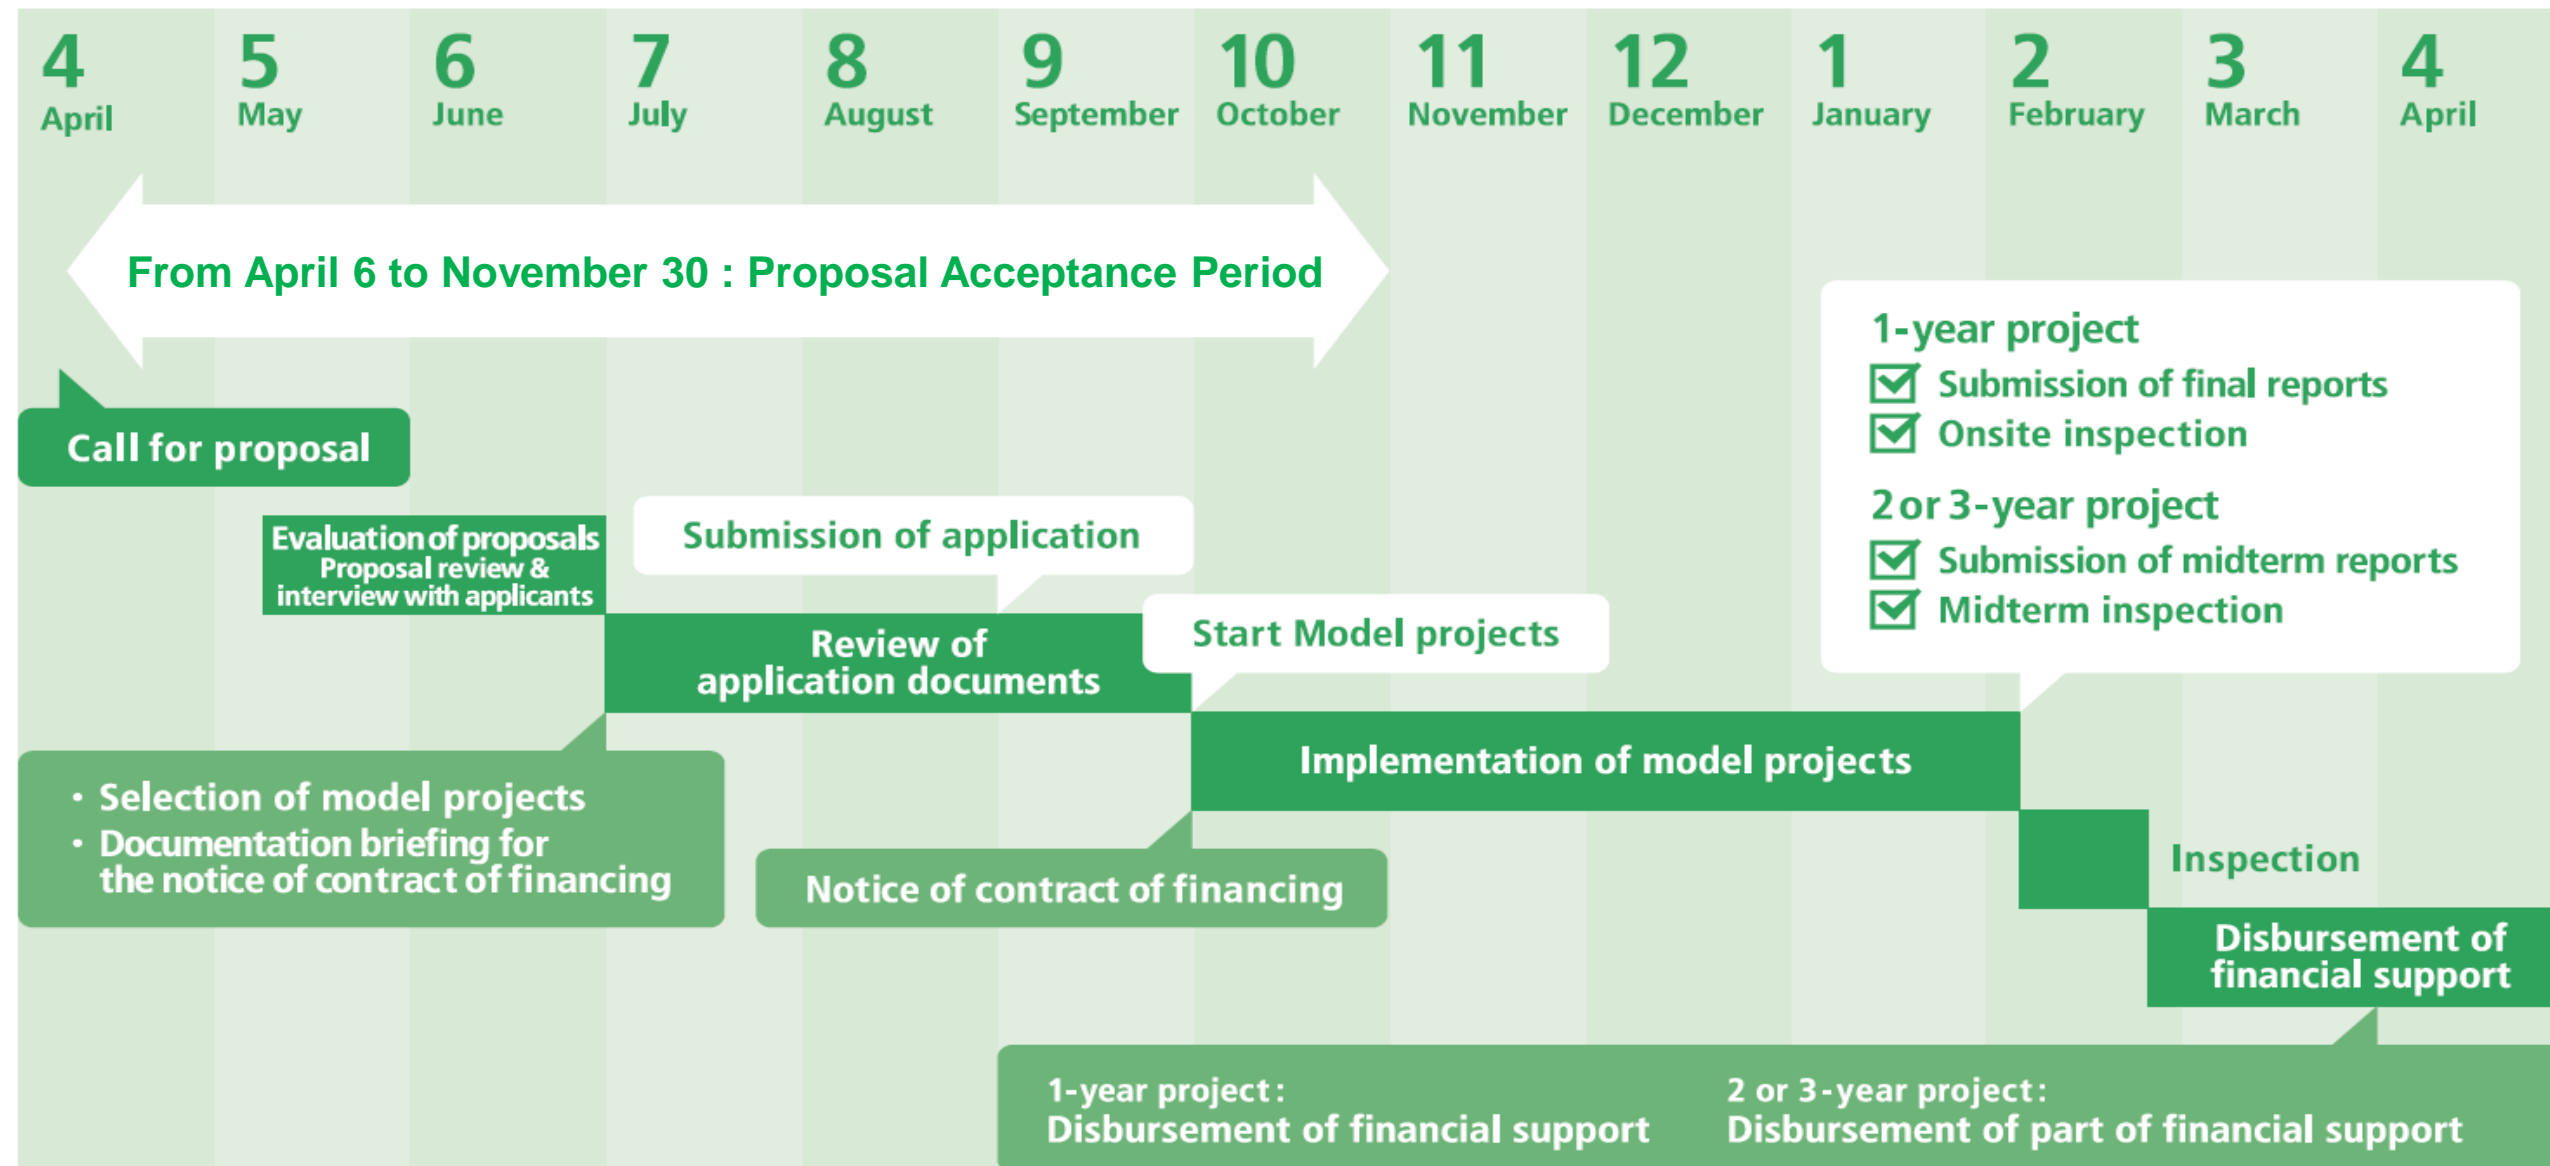 4
April
5
May
6
June
7
July
8
August
9
September
10
October
11
November
12
December
1
January
2
February
3
March
4
April
From April 6 to November 30 : Proposal Acceptance Period
Call for proposal
1-year project
Submission of final reports
Onsite inspection
2 or 3-year project
Submission of midterm reports
Midterm inspection
Evaluation of proposals
Proposal review &
interview with applicants
Submission of application
Review of
application documents
Start Model projects
• Selection of model projects
• Documentation briefing for
the notice of contract of financing
Implementation of model projects
Notice of contract of financing
Inspection
Disbursement of
financial support
1-year project:
Disbursement of financial support
2 or 3-year project:
Disbursement of part of financial support